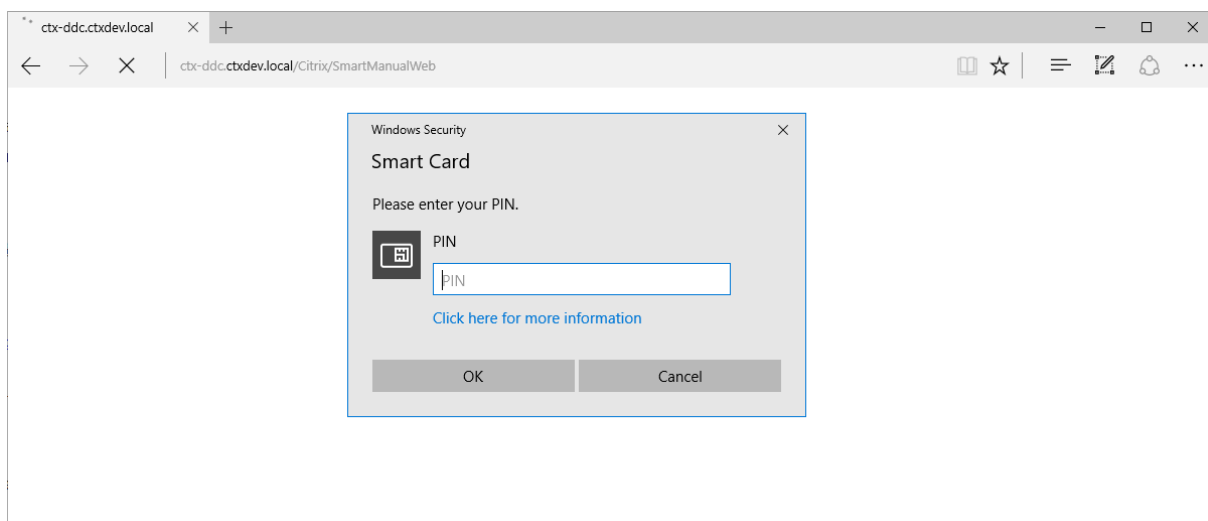 ctx-ddc.ctxdev.local
ctx-ddc.ctxdev.local/Citrix/SmartManualWeb
Windows Security
Smart Card
Please enter your PIN.
PIN
PIN
Click here for more information
OK
Cancel